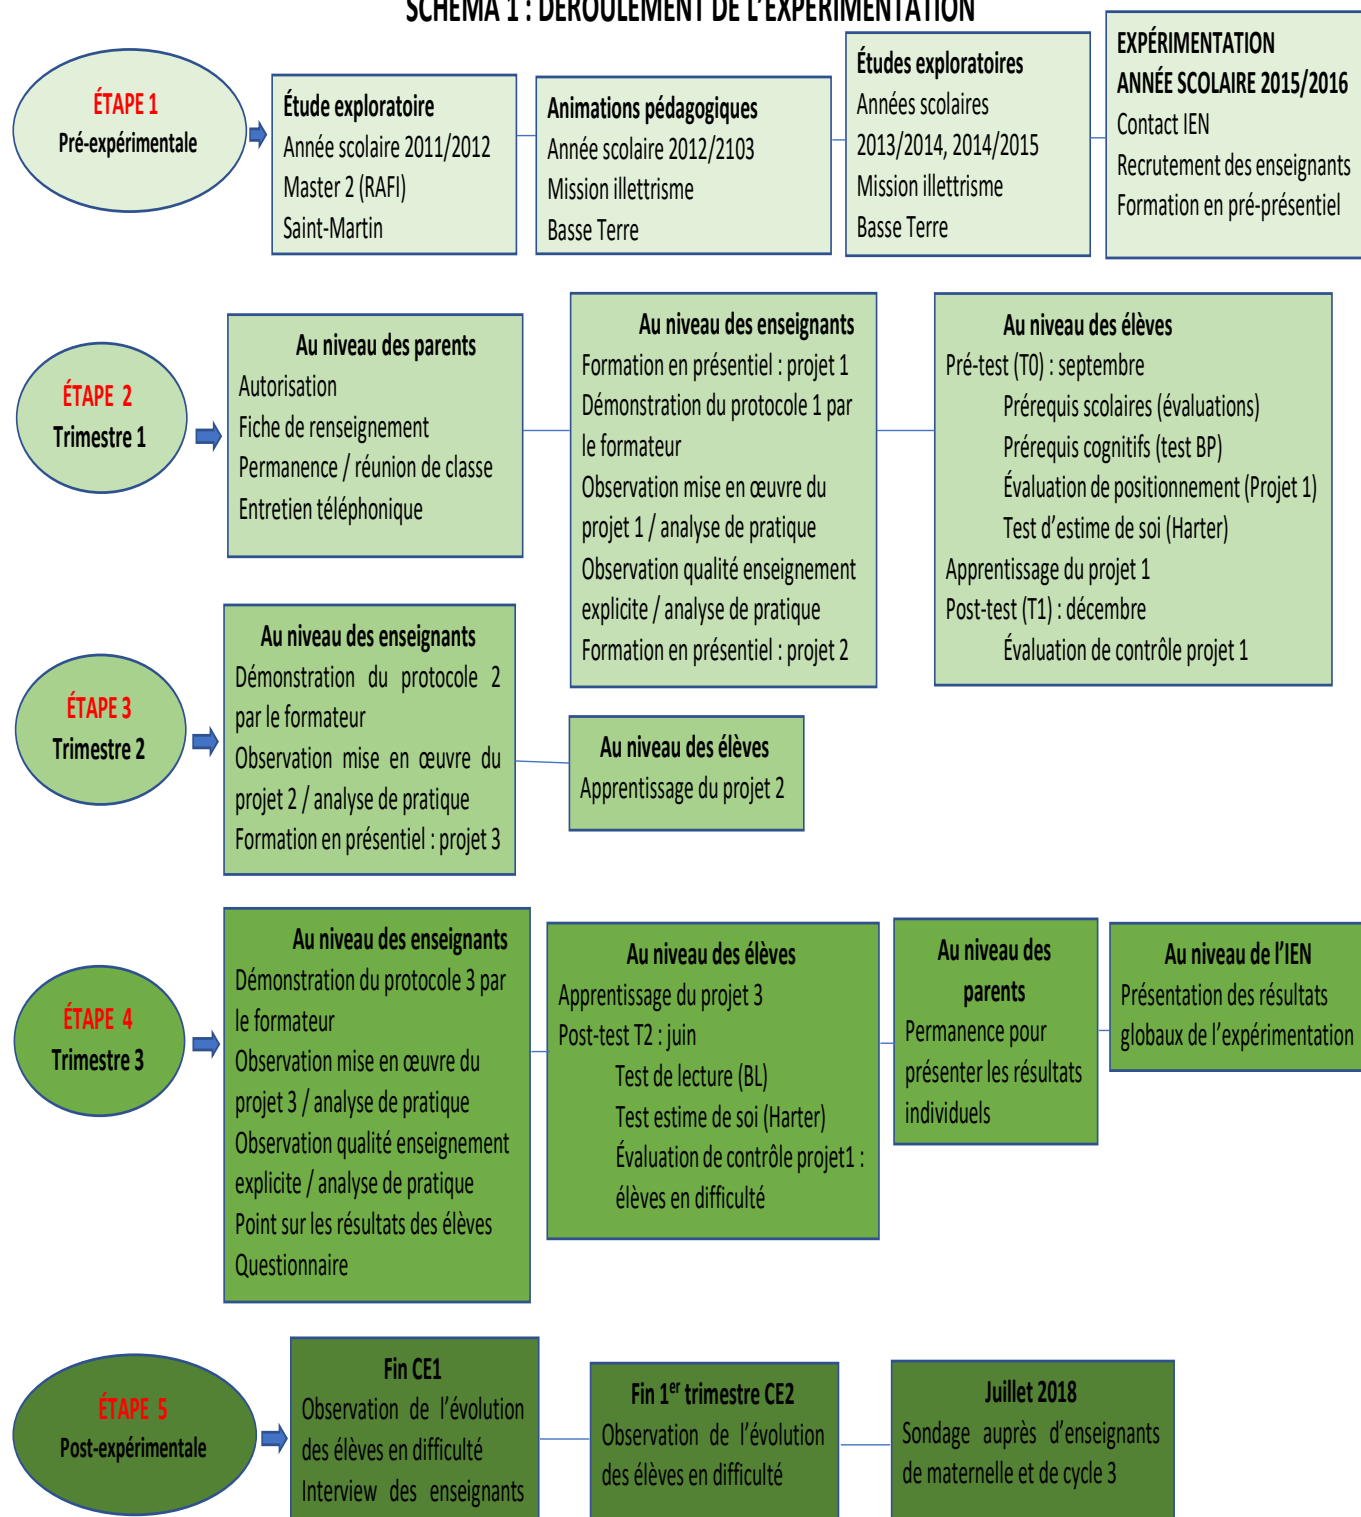 SCHÉMA 1 : DÉROULEMENT DE L'EXPÉRIMENTATION
ÉTAPE 1
Pré-expérimentale
Étude exploratoire
Année scolaire 2011/2012
Master 2 (RAFI)
Saint-Martin
Animations pédagogiques
Année scolaire 2012/2103
Mission illettrisme
Basse Terre
Études exploratoires
Années scolaires
2013/2014, 2014/2015
Mission illettrisme
Basse Terre
EXPÉRIMENTATION
ANNÉE SCOLAIRE 2015/2016
Contact IEN
Recrutement des enseignants
Formation en pré-présentiel
ÉTAPE 2
Trimestre 1
Au niveau des parents
Autorisation
Fiche de renseignement
Permanence / réunion de classe
Entretien téléphonique
Au niveau des enseignants
Formation en présentiel : projet 1
Démonstration du protocole 1 par
le formateur
Observation mise en œuvre du
projet 1 / analyse de pratique
Observation qualité enseignement
explicite / analyse de pratique
Formation en présentiel : projet 2
Au niveau des élèves
Pré-test (T0) : septembre
Prérequis scolaires (évaluations)
Prérequis cognitifs (test BP)
Évaluation de positionnement (Projet 1)
Test d'estime de soi (Harter)
Apprentissage du projet 1
Post-test (T1) : décembre
Évaluation de contrôle projet 1
ÉTAPE 3
Trimestre 2
Au niveau des enseignants
Démonstration du protocole 2
par le formateur
Observation mise en œuvre du
projet 2 / analyse de pratique
Formation en présentiel : projet 3
Au niveau des élèves
Apprentissage du projet 2
ÉTAPE 4
Trimestre 3
Au niveau des enseignants
Démonstration du protocole 3 par
le formateur
Observation mise en œuvre du
projet 3 / analyse de pratique
Observation qualité enseignement
explicite / analyse de pratique
Point sur les résultats des élèves
Questionnaire
Au niveau des élèves
Apprentissage du projet 3
Post-test T2 : juin
Test de lecture (BL)
Test estime de soi (Harter)
Évaluation de contrôle projet1 :
élèves en difficulté
Au niveau des
parents
Permanence pour
présenter les résultats
individuels
Au niveau de l'IEN
Présentation des résultats
globaux de l'expérimentation
ÉTAPE 5
Post-expérimentale
Fin CE1
Observation de l'évolution
des élèves en difficulté
Interview des enseignants
Fin 1er trimestre CE2
Observation de l'évolution
des élèves en difficulté
Juillet 2018
Sondage auprès d'enseignants
de maternelle et de cycle 3